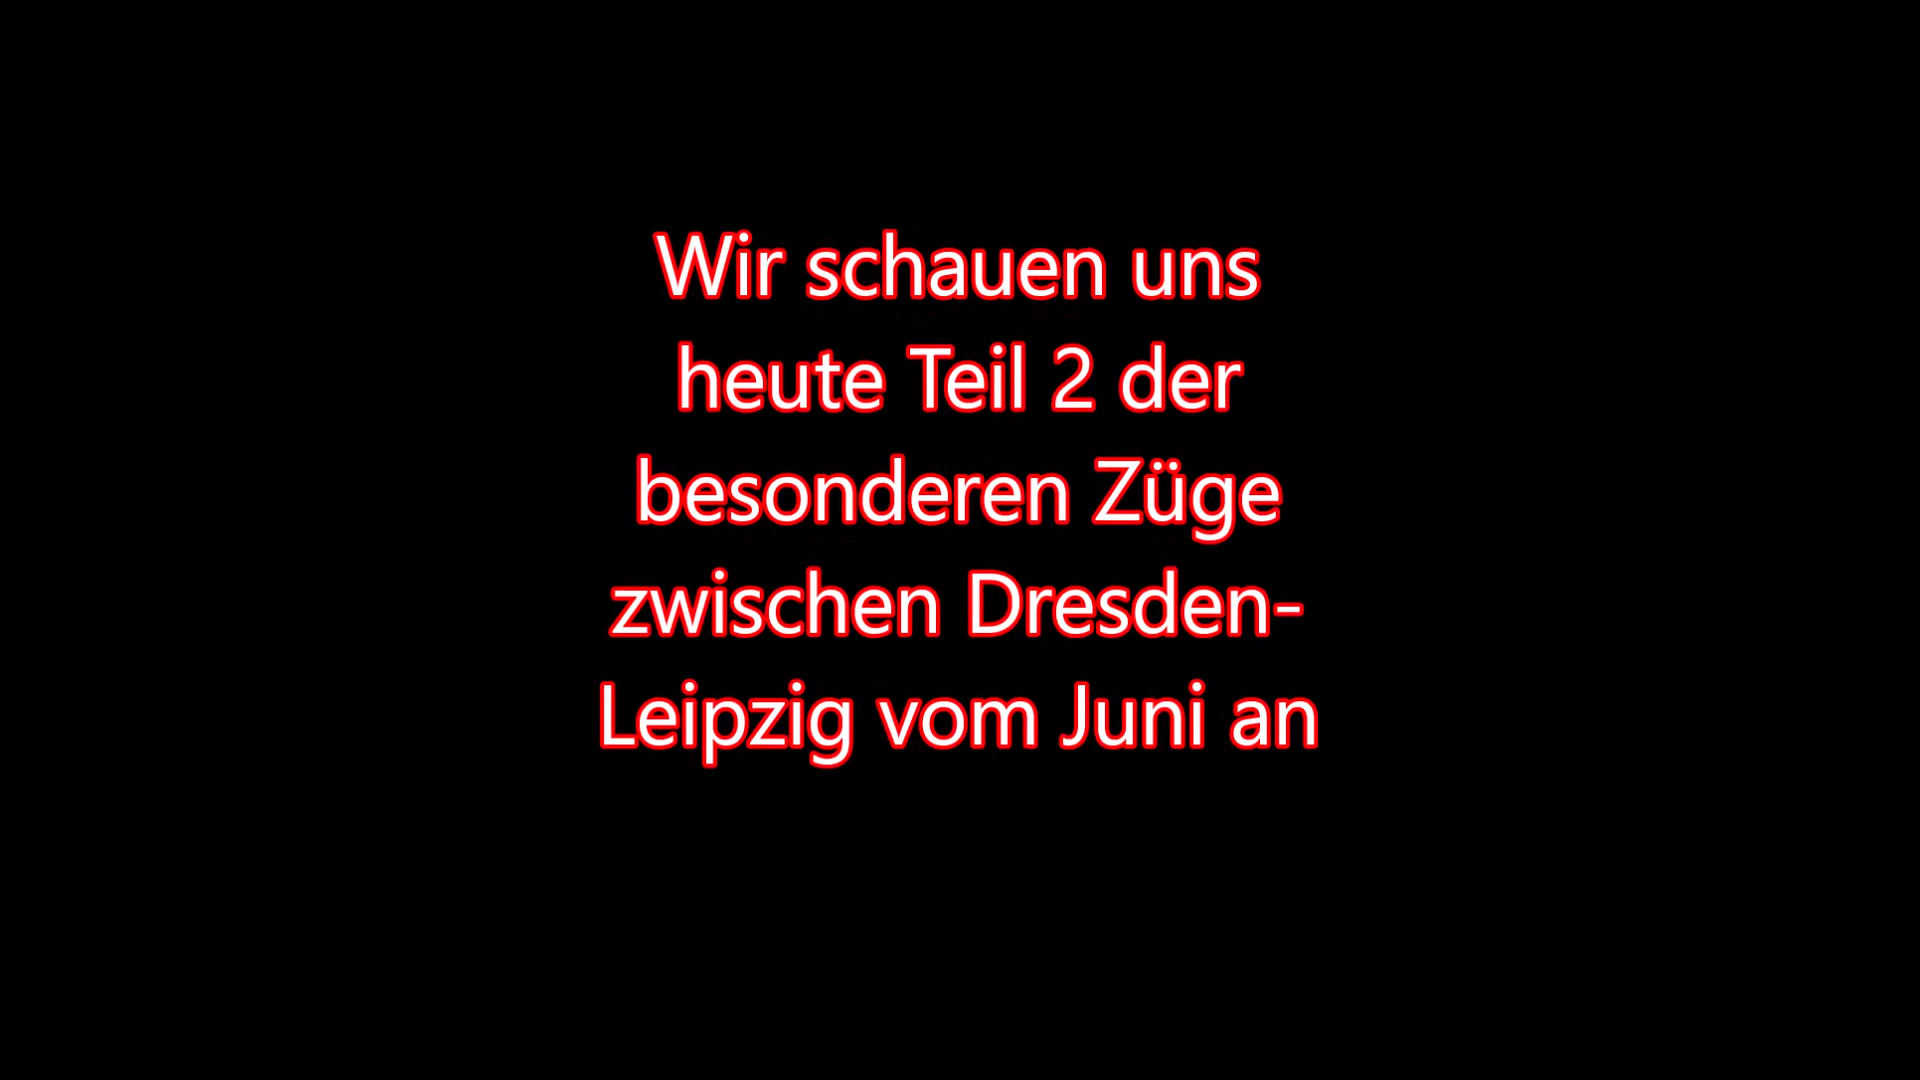 Wir schauen uns
heute Teil 2 der
besonderen Züge
zwischen Dresden-
Leipzig vom Juni an